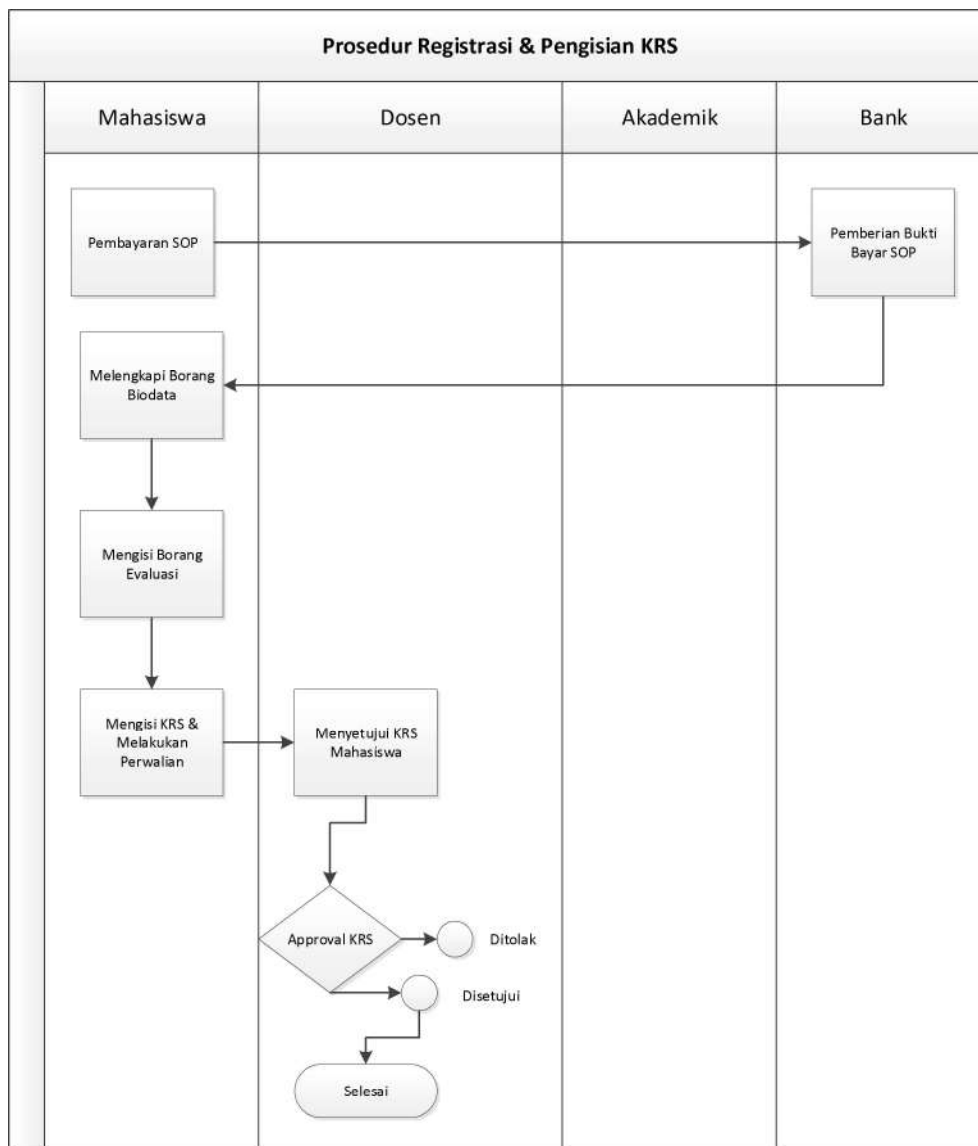 Prosedur Registrasi & Pengisian KRS
Mahasiswa
Dosen
Akademik
Bank
Pembayaran SOP
Pemberian Bukti
Bayar SOP
Melengkapi Borang
Biodata
Mengisi Borang
Evaluasi
Mengisi KRS &
Melakukan
Perwalian
Menyetujui KRS
Mahasiswa
Approval KRS
Ditolak
Disetujui
Selesai